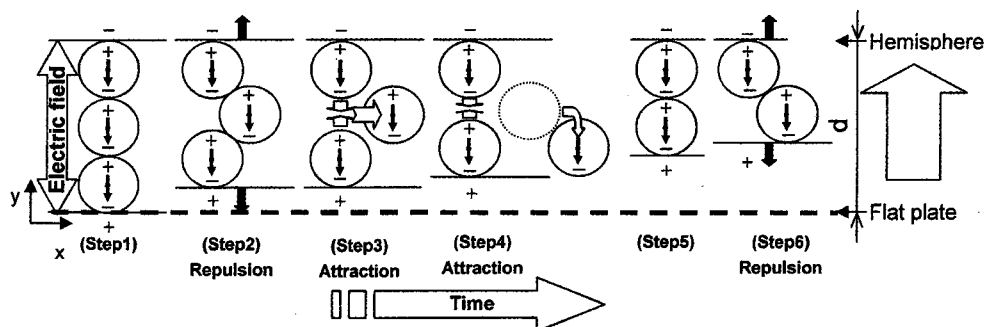 Electric field
y
x
- - - - - -
+ + + + + +
(Step1) (Step2) (Step3) (Step4) (Step5) (Step6)
Repulsion Attraction Attraction Repulsion
Time
Hemisphere
d
Flat plate